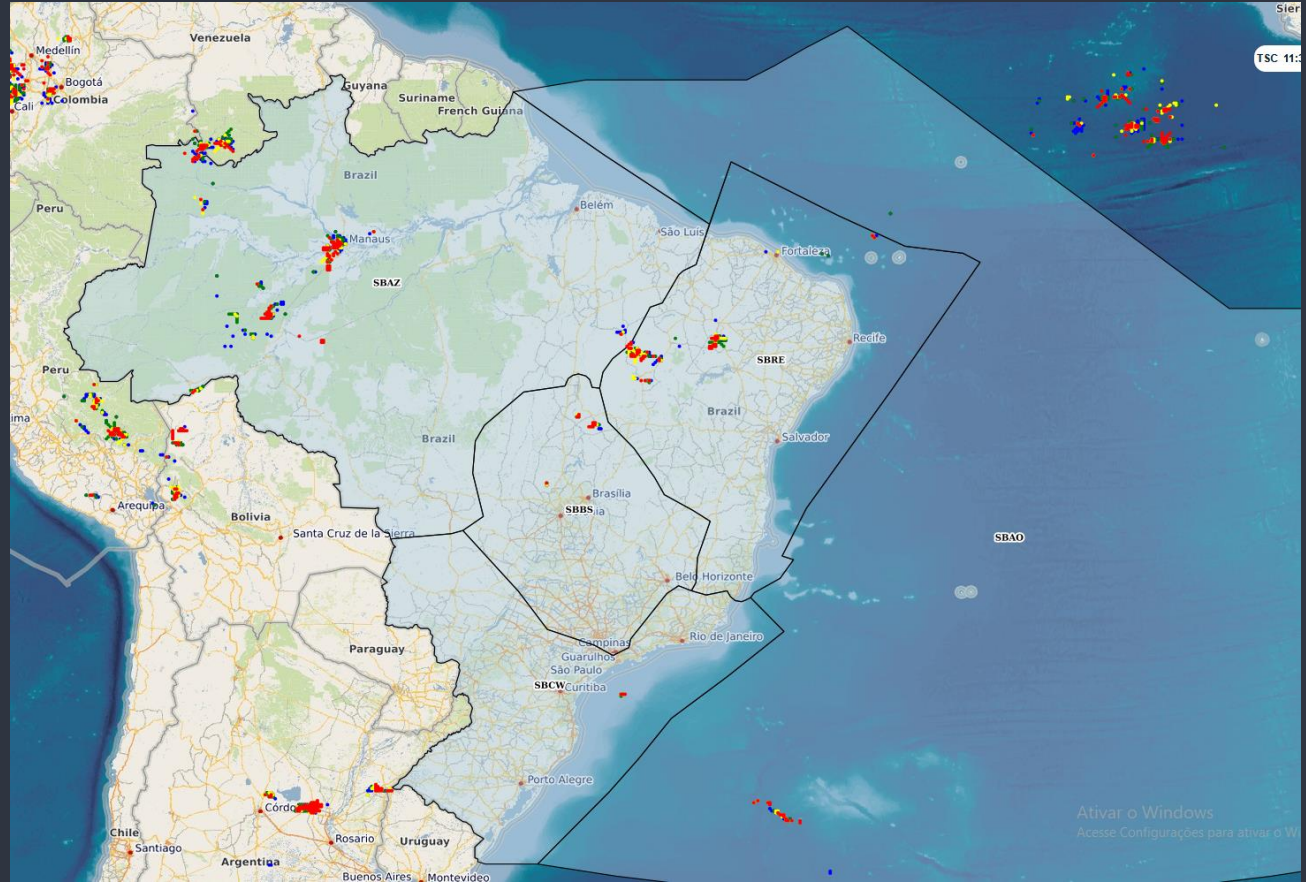 Sier
Venezuela
Medellín
TSC 11:3
Bogotá
Guyana
Cali
Colombia
Suriname
French Guiana
Brazil
Peru
Belém
São Luís
Manaus
Fortaleza
SBAZ
Recife
SBRE
Peru
Brazil
ima
Brazil
Salvador
Brasília
Arequipa
SBBS
ia
Bolivia
Santa Cruz de la Sierra
SBAO
Belo Horizonte
Rio de Janeiro
Campinas
Paraguay
Guarulhos
São Paulo
SBCW
Curitiba
Porto Alegre
Córdo
Ativar o Windows
Chile
Acesse Configurações para ativar o W
Rosario
Uruguay
Santiago
Argentina
Buenos Aires
Montevideo